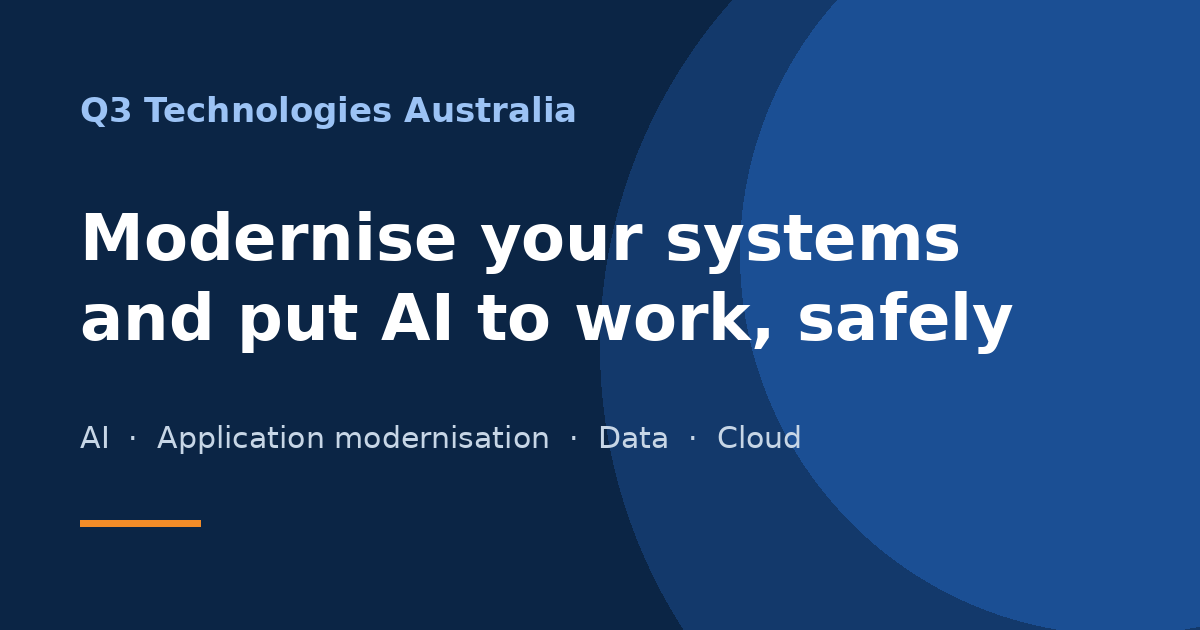 Q3 Technologies Australia
Modernise your systems
and put AI to work, safely
AI · Application modernisation · Data · Cloud